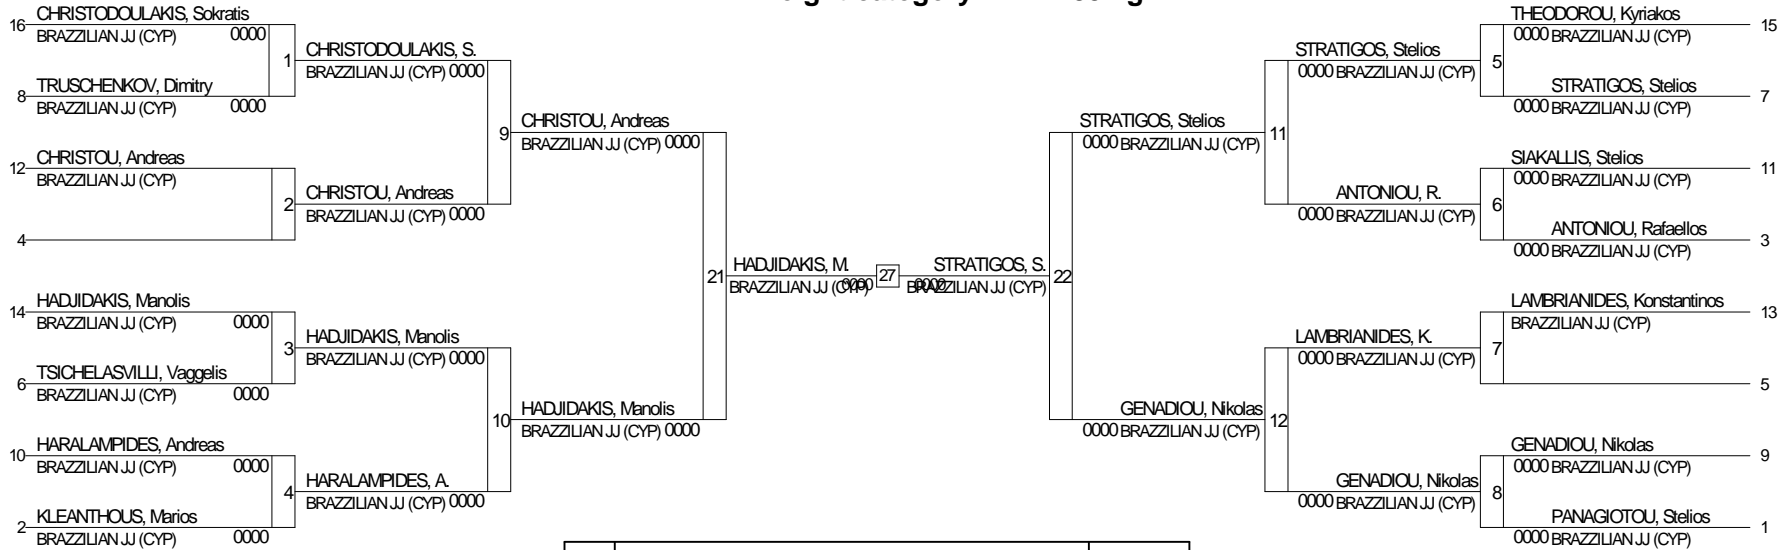 16 CHRISTODOULAKIS, Sokratis
BRAZZILIAN JJ (CYP) 0000
1
8 TRUSCHENKOV, Dimitry
BRAZZILIAN JJ (CYP) 0000
CHRISTODOULAKIS, S.
BRAZZILIAN JJ (CYP) 0000
12 CHRISTOU, Andreas
BRAZZILIAN JJ (CYP)
2
4
CHRISTOU, Andreas
BRAZZILIAN JJ (CYP) 0000
9
CHRISTOU, Andreas
BRAZZILIAN JJ (CYP) 0000
14 HADJIDAKIS, Manolis
BRAZZILIAN JJ (CYP) 0000
3
6 TSICHELASVILLI, Vaggelis
BRAZZILIAN JJ (CYP) 0000
HADJIDAKIS, Manolis
BRAZZILIAN JJ (CYP) 0000
10 HARALAMPIDES, Andreas
BRAZZILIAN JJ (CYP) 0000
4
2 KLEANTHOUS, Marios
BRAZZILIAN JJ (CYP) 0000
HARALAMPIDES, A.
BRAZZILIAN JJ (CYP) 0000
10
HADJIDAKIS, Manolis
BRAZZILIAN JJ (CYP) 0000
21
HADJIDAKIS, M.
BRAZZILIAN JJ (CYP) 0000
27
STRATIGOS, S.
0000 BRAZZILIAN JJ (CYP)
22
STRATIGOS, Stelios
0000 BRAZZILIAN JJ (CYP)
11
STRATIGOS, Stelios
0000 BRAZZILIAN JJ (CYP)
5
THEODOROU, Kyriakos 15
0000 BRAZZILIAN JJ (CYP)
STRATIGOS, Stelios 7
0000 BRAZZILIAN JJ (CYP)
ANTONIOU, R.
0000 BRAZZILIAN JJ (CYP)
6
SIAKALLIS, Stelios 11
0000 BRAZZILIAN JJ (CYP)
ANTONIOU, Rafaellos 3
0000 BRAZZILIAN JJ (CYP)
GENADIOU, Nikolas
0000 BRAZZILIAN JJ (CYP)
12
LAMBRIANIDES, K.
0000 BRAZZILIAN JJ (CYP)
7
LAMBRIANIDES, Konstantinos 13
BRAZZILIAN JJ (CYP)
5
GENADIOU, Nikolas
0000 BRAZZILIAN JJ (CYP)
8
GENADIOU, Nikolas 9
0000 BRAZZILIAN JJ (CYP)
PANAGIOTOU, Stelios 1
0000 BRAZZILIAN JJ (CYP)